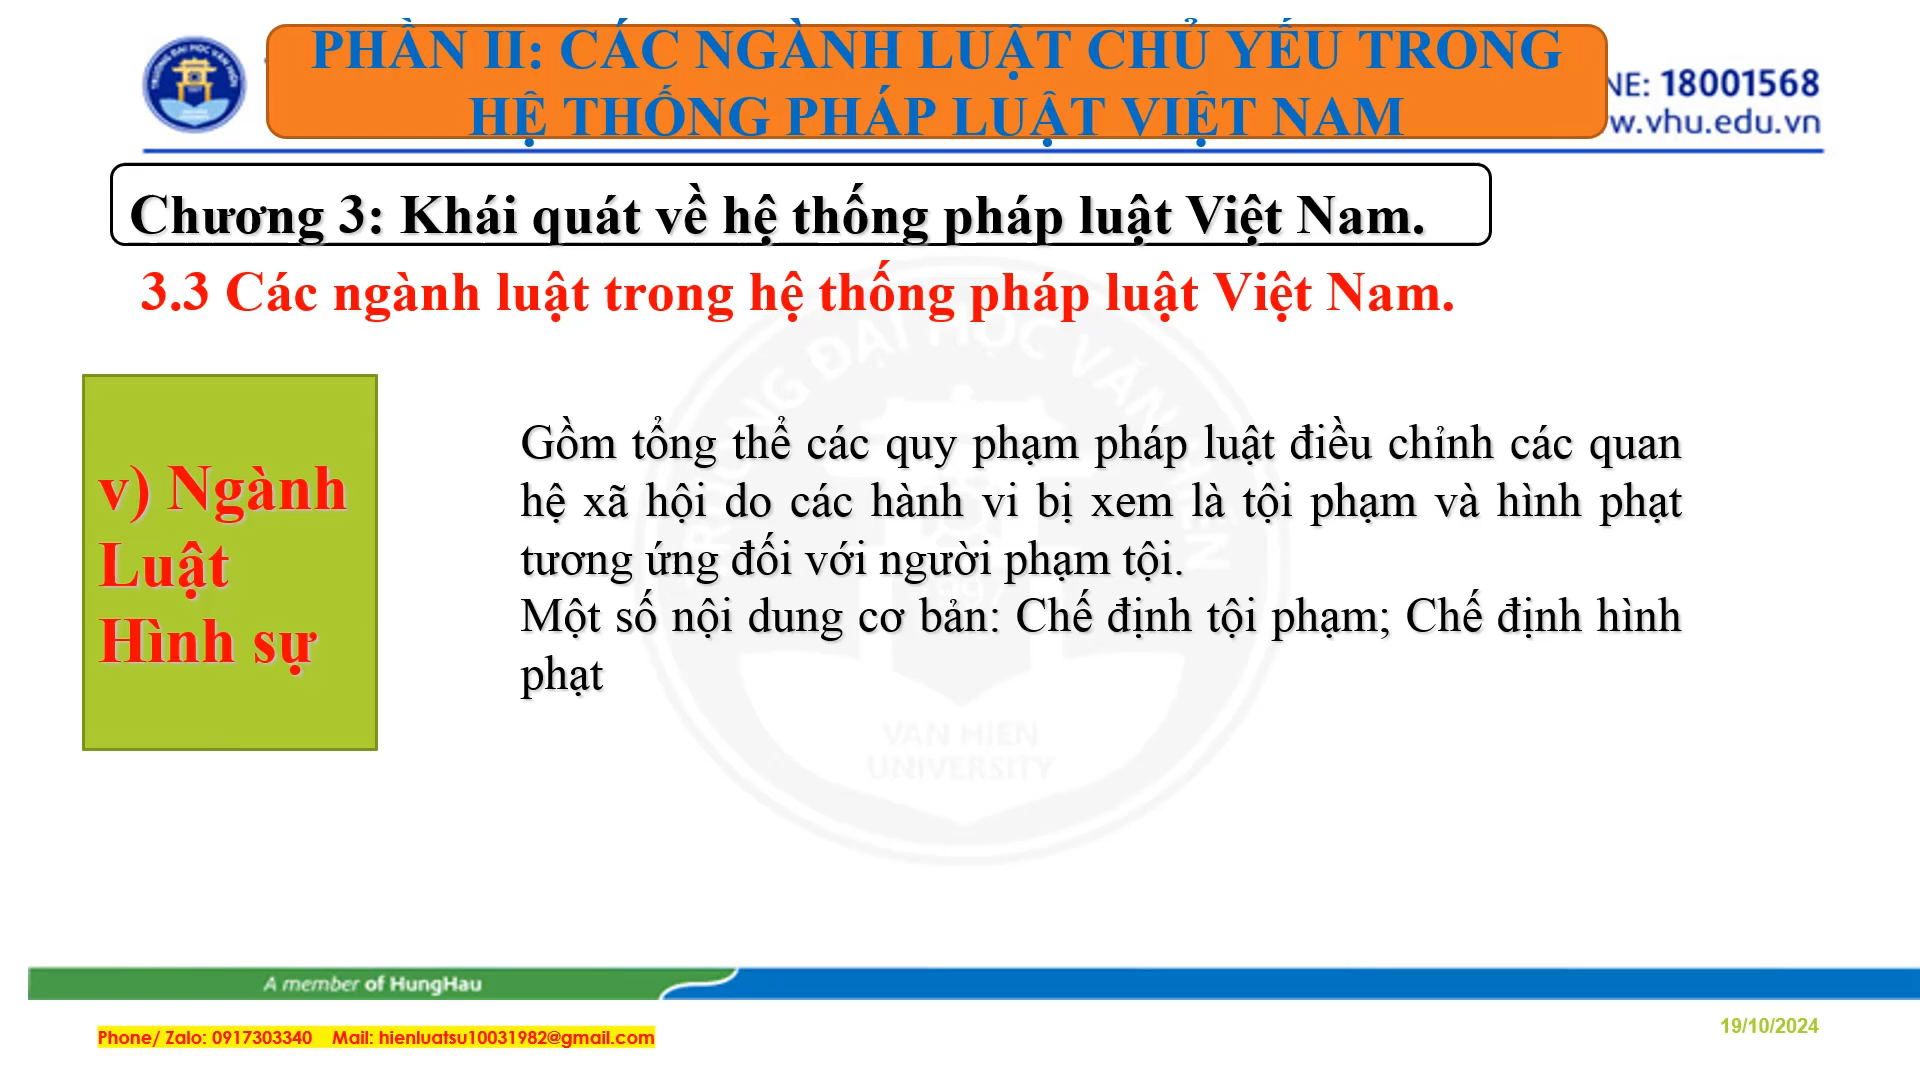 PHẦN II: CÁC NGÀNH LUẬT CHỦ YẾU TRONG
HỆ THỐNG PHÁP LUẬT VIỆT NAM
NE: 18001568
w.vhu.edu.vn
Chương 3: Khái quát về hệ thống pháp luật Việt Nam.
3.3 Các ngành luật trong hệ thống pháp luật Việt Nam.
v) Ngành
Luật
Hình sự
Gồm tổng thể các quy phạm pháp luật điều chỉnh các quan
hệ xã hội do các hành vi bị xem là tội phạm và hình phạt
tương ứng đối với người phạm tội.
Một số nội dung cơ bản: Chế định tội phạm; Chế định hình
phạt
VAN HIEN
UNIVERSITY
A member of HungHau
Phone/ Zalo: 0917303340 Mail: hienluatsu10031982@gmail.com
19/10/2024